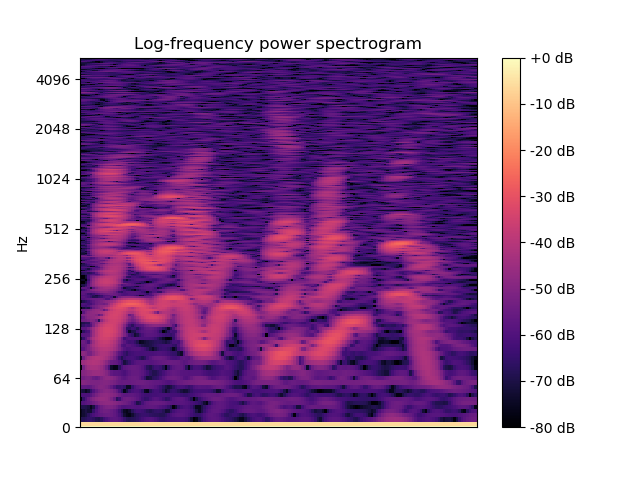 Log-frequency power spectrogram
4096
2048
1024
512
256
128
64
0
Hz
+0 dB
-10 dB
-20 dB
-30 dB
-40 dB
-50 dB
-60 dB
-70 dB
-80 dB